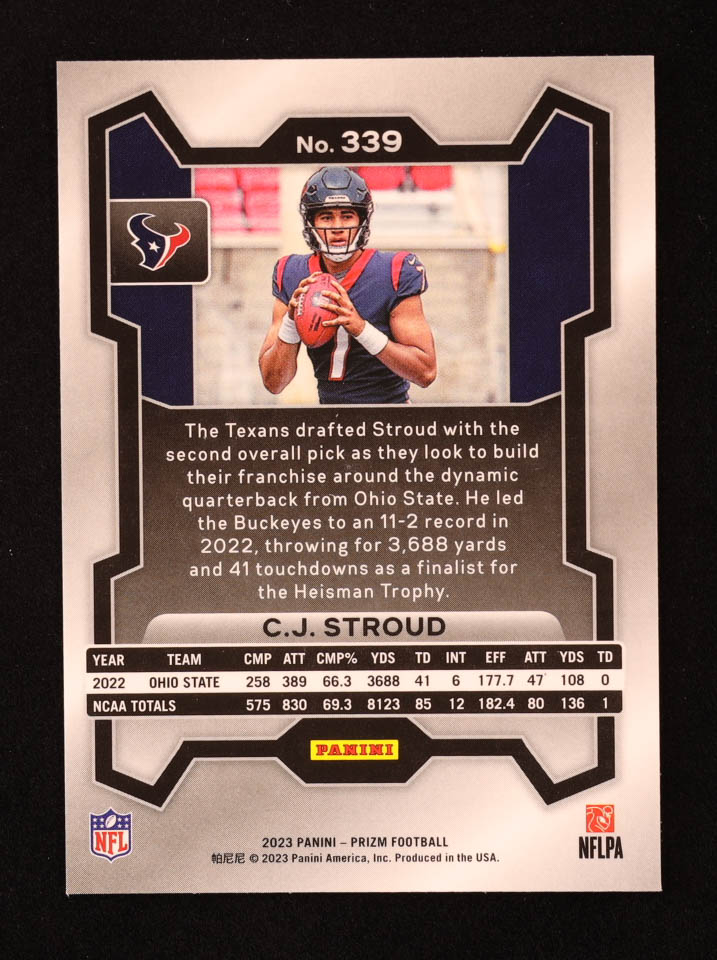 No. 339
7
1
The Texans drafted Stroud with the
second overall pick as they look to build
their franchise around the dynamic
quarterback from Ohio State. He led
the Buckeyes to an 11-2 record in
2022, throwing for 3,688 yards
and 41 touchdowns as a finalist for
the Heisman Trophy.
C.J. STROUD
YEAR TEAM CMP ATT CMP% YDS TD INT EFF ATT YDS TD
2022 OHIO STATE 258 389 66.3 3688 41 6 177.7 47 108 0
NCAA TOTALS 575 830 69.3 8123 85 12 182.4 80 136 1
PANINI
NFL
NFLPA
2023 PANINI – PRIZM FOOTBALL
帕尼尼 © 2023 Panini America, Inc. Produced in the USA.